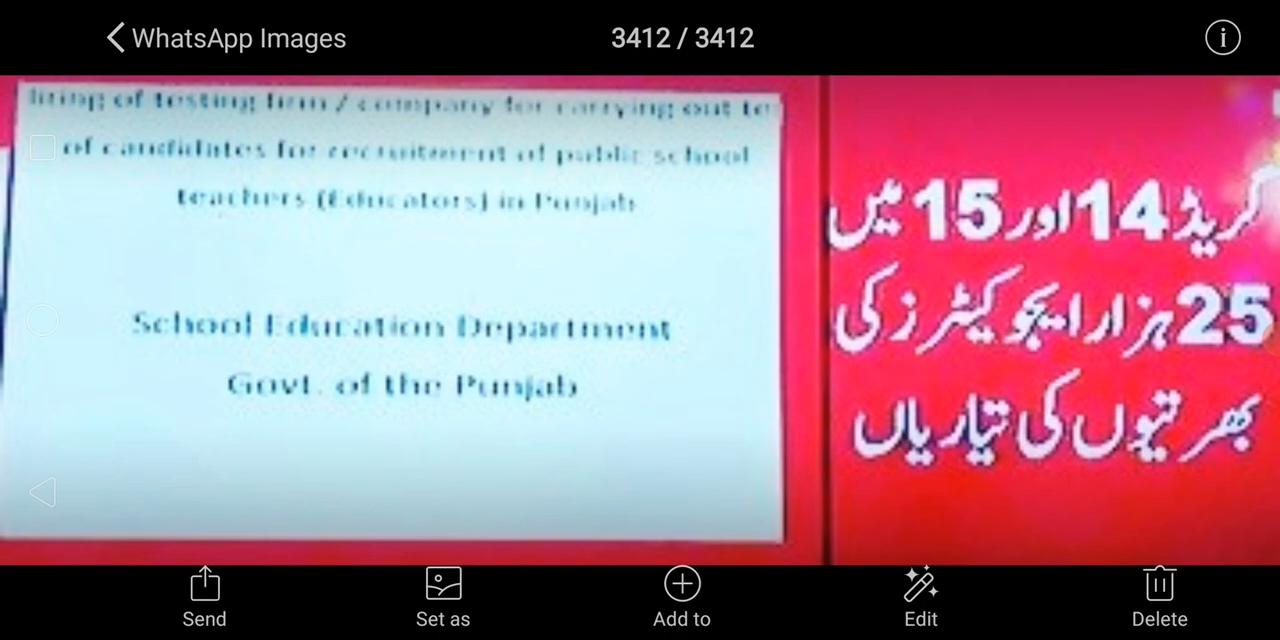 WhatsApp Images
3412 / 3412
i
iring of testing firm / company for carrying out te
of candidates for recruitment of public school
teachers (Educators) in Punjab
School Education Department
Govt. of the Punjab
گریڈ 14 اور 15 میں
25 ہزار ایجوکیٹرز کی
بھرتیوں کی تیاریاں
Send
Set as
Add to
Edit
Delete